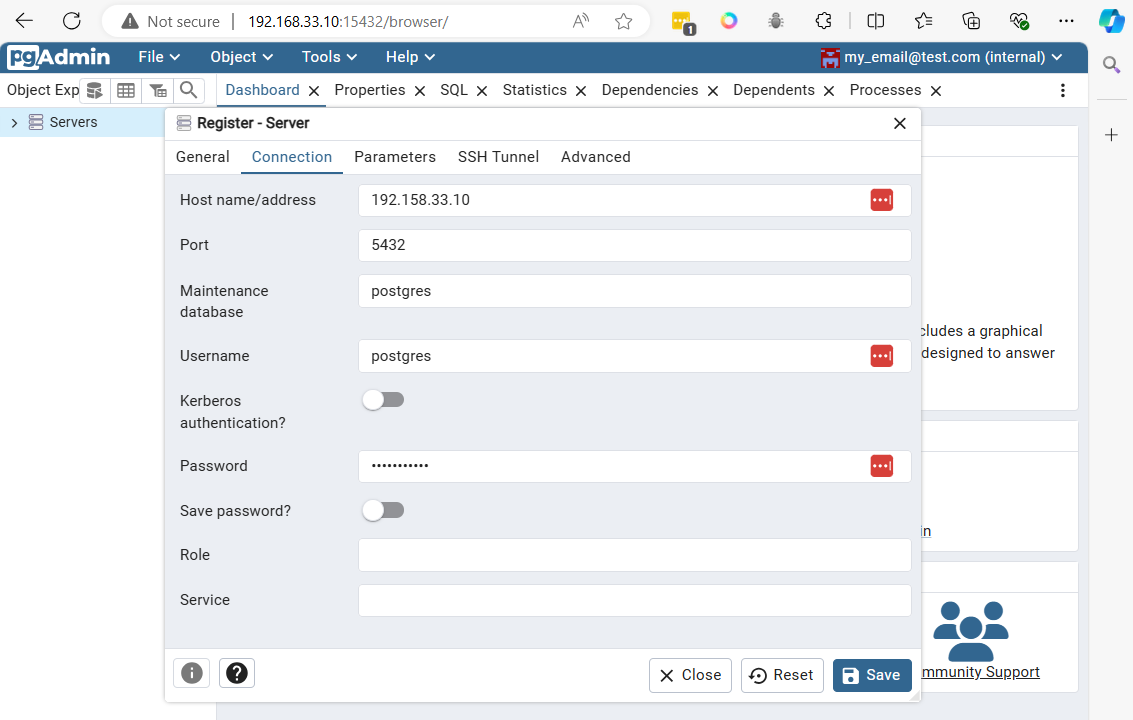 Not secure
192.168.33.10:15432/browser/
A
1
pgAdmin
File
Object
Tools
Help
my_email@test.com (internal)
Object Exp
Dashboard
Properties
SQL
Statistics
Dependencies
Dependents
Processes
Servers
Register - Server
General
Connection
Parameters
SSH Tunnel
Advanced
Host name/address
192.158.33.10
Port
5432
Maintenance
database
postgres
Username
postgres
Kerberos
authentication?
Password
•••••••••••
Save password?
Role
Service
cludes a graphical
designed to answer
in
mmunity Support
i
?
Close
Reset
Save